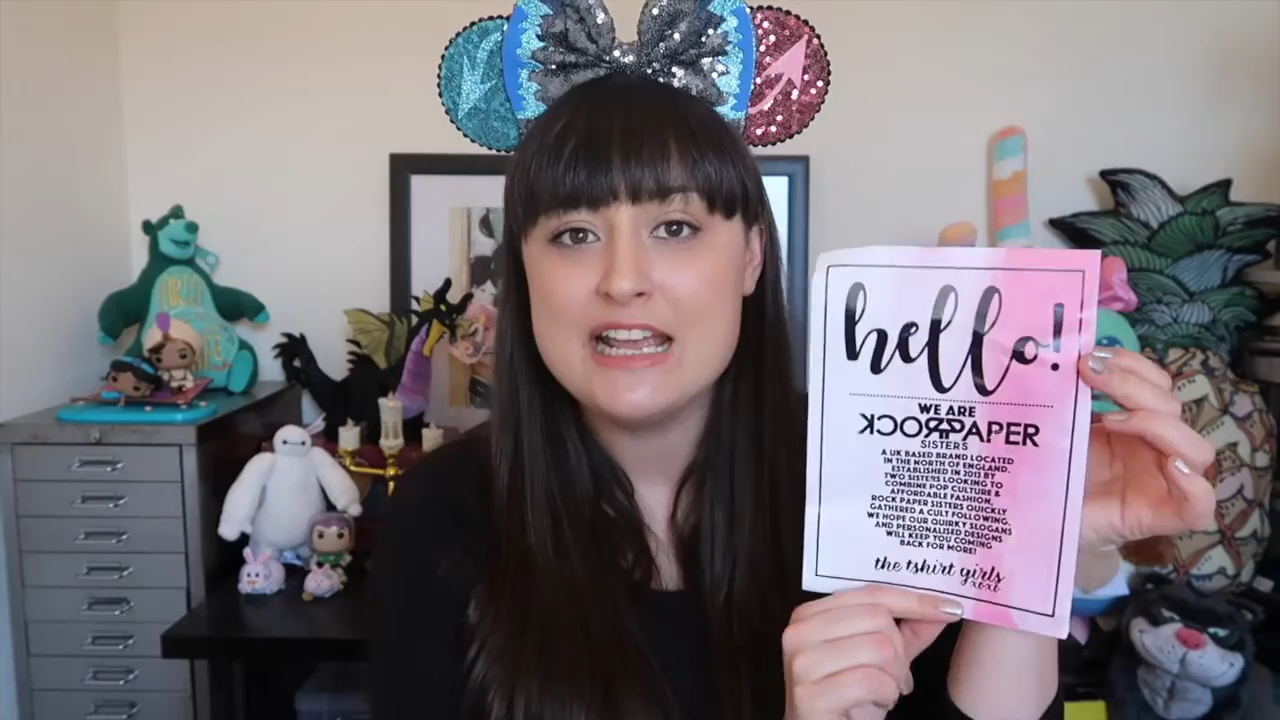 hello!
WE ARE
ROCK PAPER
SISTERS
A UK BASED BRAND LOCATED
IN THE NORTH OF ENGLAND.
ESTABLISHED IN 2013 BY
TWO SISTERS LOOKING TO
COMBINE POP CULTURE &
AFFORDABLE FASHION,
ROCK PAPER SISTERS QUICKLY
GATHERED A CULT FOLLOWING.
WE HOPE OUR QUIRKY SLOGANS
AND PERSONALISED DESIGNS
WILL KEEP YOU COMING
BACK FOR MORE!
the tshirt girls
xoxo